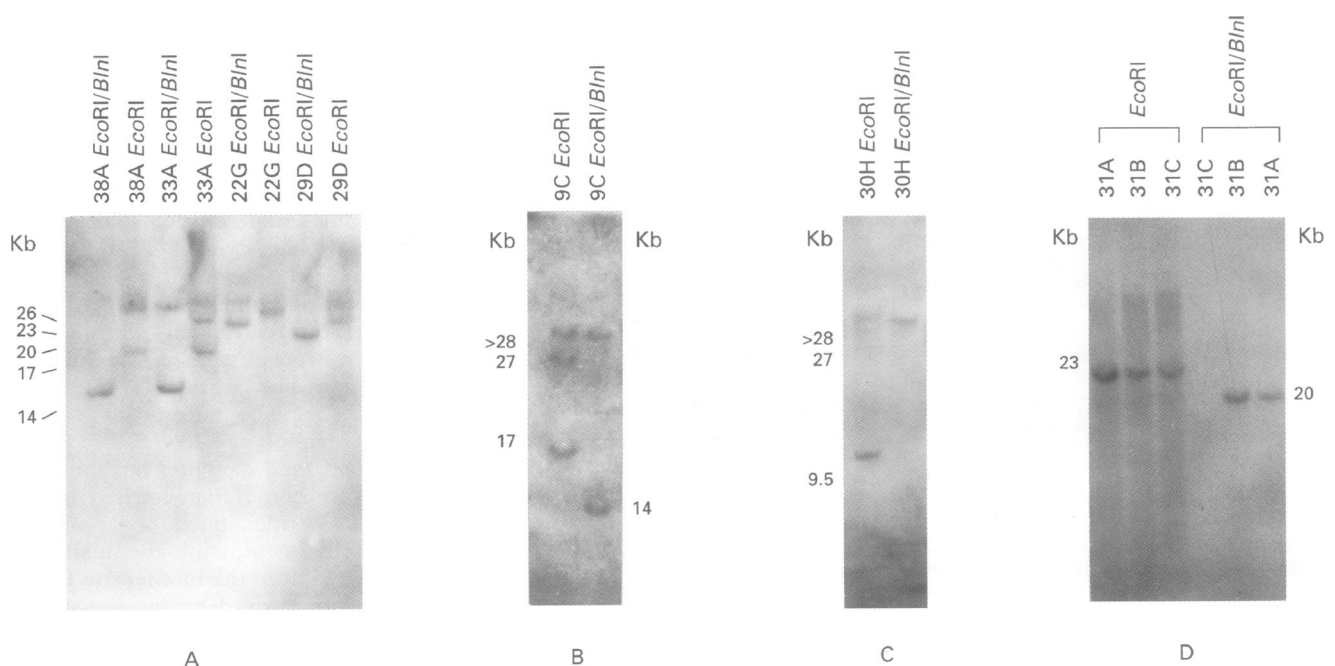 38A EcoRI/BlnI
38A EcoRI
33A EcoRI/BlnI
33A EcoRI
22G EcoRI/BlnI
22G EcoRI
29D EcoRI/BlnI
29D EcoRI
Kb
26
23
20
17
14
A
9C EcoRI
9C EcoRI/BlnI
Kb
Kb
>28
27
17
14
B
30H EcoRI
30H EcoRI/BlnI
Kb
>28
27
9.5
C
EcoRI
EcoRI/BlnI
31A
31B
31C
31C
31B
31A
Kb
Kb
23
20
D